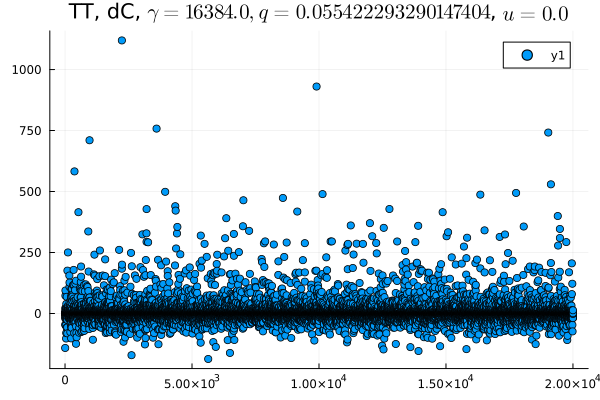 TT, dC, γ = 16384.0, q = 0.055422293290147404, u = 0.0
y1
1000
750
500
250
0
0 5.00×10³ 1.00×10⁴ 1.50×10⁴ 2.00×10⁴